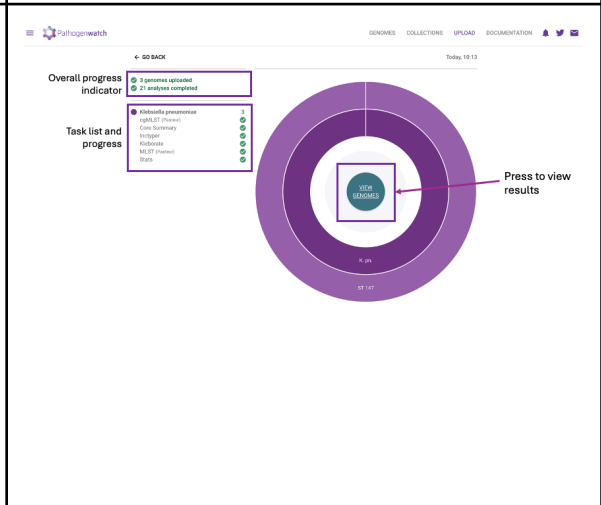 Pathogenwatch
GENOMES COLLECTIONS UPLOAD DOCUMENTATION
← GO BACK
Today, 10:13
Overall progress indicator
3 genomes uploaded
21 analyses completed
Task list and progress
Klebsiella pneumoniae 3
cgMLST (Pasteur)
Core Summary
Inctyper
Kleborate
MLST (Pasteur)
Stats
VIEW
GENOMES
Press to view
results
K. pn.
ST 147